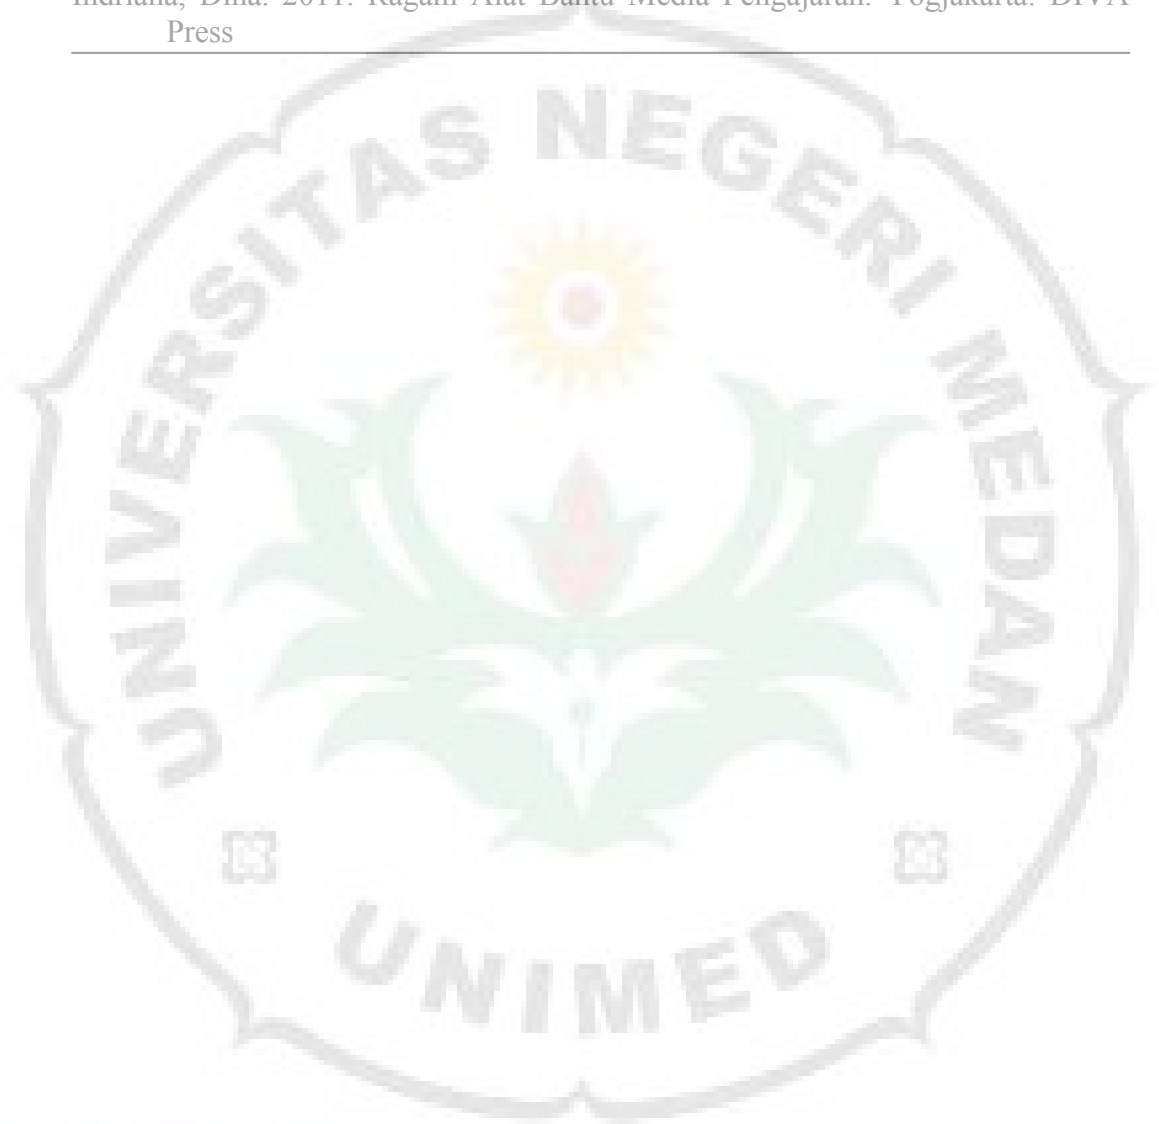 Indriana, Dina. 2011. Ragam Alat Bantu Media Pengajaran. Yogjakarta: DIVA
Press
UNIVERSITAS NEGERI MEDAN
UNIMED